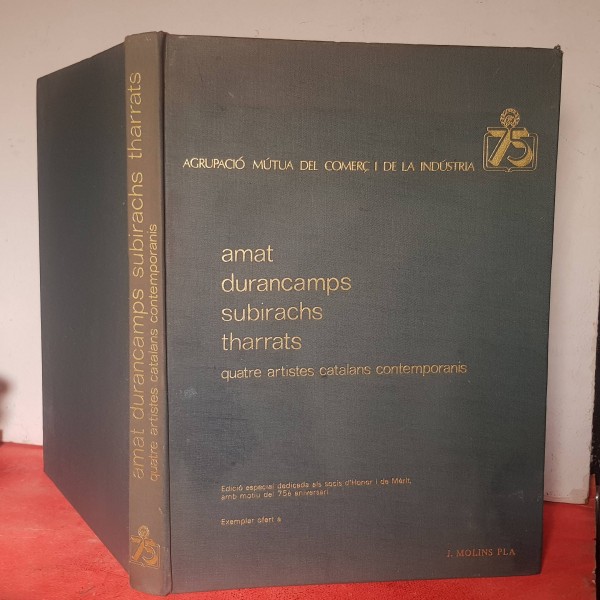 AGRUPACIÓ MÚTUA DEL COMERÇ I DE LA INDÚSTRIA
75
amat
durancamps
subirachs
tharrats
quatre artistes catalans contemporanis
Edició especial dedicada als socis d'Honor i de Mèrit,
amb motiu del 75è aniversari
Exemplar ofert a
J. MOLINS PLA
amat durancamps subirachs tharrats
quatre artistes catalans contemporanis
75